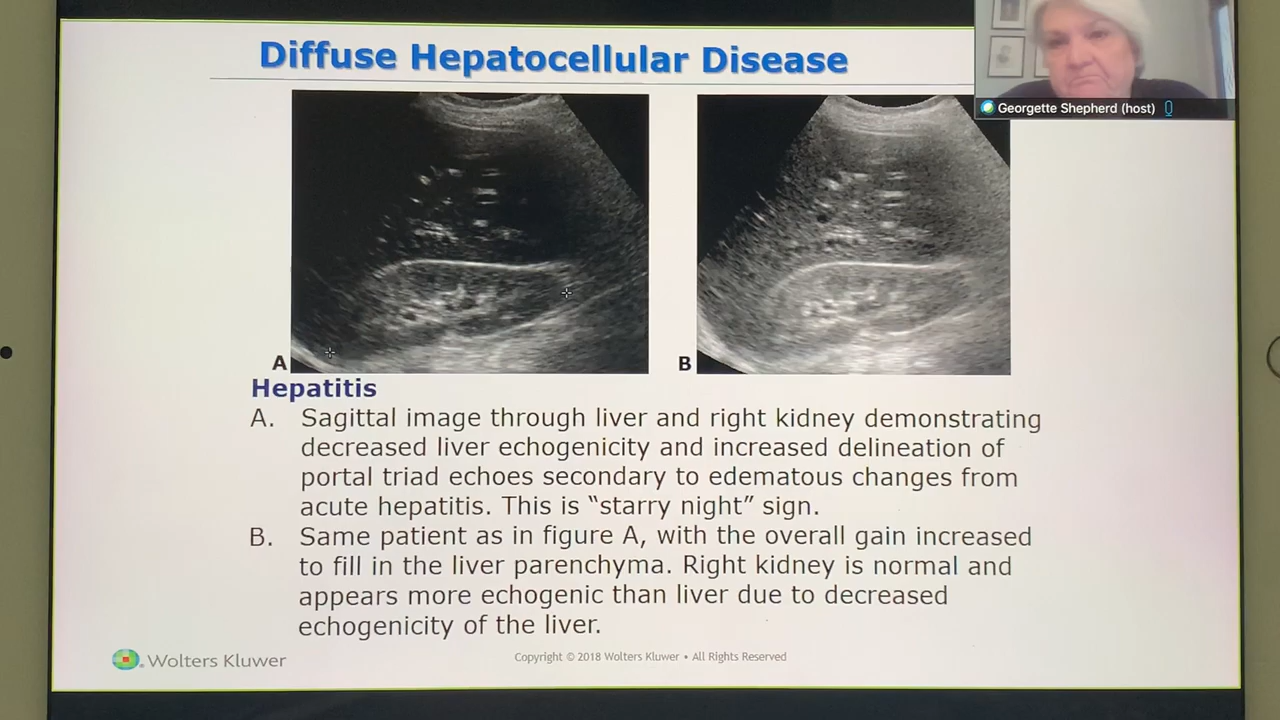 Diffuse Hepatocellular Disease
Georgette Shepherd (host)
A
B
Hepatitis
A. Sagittal image through liver and right kidney demonstrating
decreased liver echogenicity and increased delineation of
portal triad echoes secondary to edematous changes from
acute hepatitis. This is “starry night” sign.
B. Same patient as in figure A, with the overall gain increased
to fill in the liver parenchyma. Right kidney is normal and
appears more echogenic than liver due to decreased
echogenicity of the liver.
Wolters Kluwer
Copyright © 2018 Wolters Kluwer • All Rights Reserved